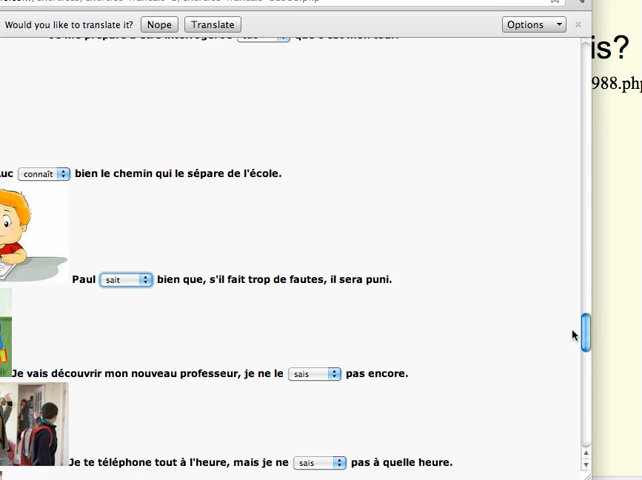 Would you like to translate it? Nope Translate Options
is?
988.php
uc connaît bien le chemin qui le sépare de l'école.
Paul sait bien que, s'il fait trop de fautes, il sera puni.
Je vais découvrir mon nouveau professeur, je ne le sais pas encore.
Je te téléphone tout à l'heure, mais je ne sais pas à quelle heure.